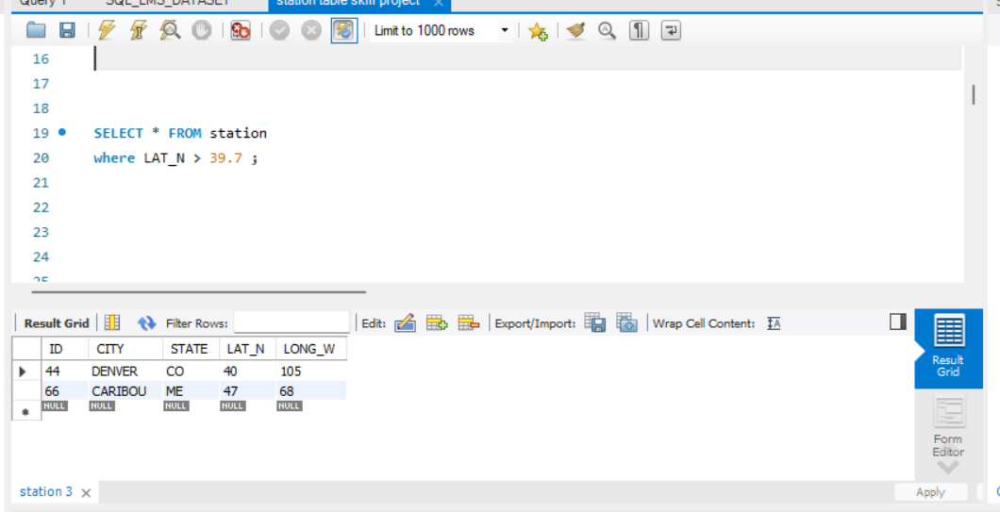 Query 1 SQL_LMS_DATASET station table skill project
Limit to 1000 rows
16
17
18
19 SELECT * FROM station
20 where LAT_N > 39.7 ;
21
22
23
24
25
Result Grid Filter Rows: Edit: Export/Import: Wrap Cell Content: IA
ID CITY STATE LAT_N LONG_W
44 DENVER CO 40 105
66 CARIBOU ME 47 68
NULL NULL NULL NULL NULL
Result
Grid
Form
Editor
station 3
Apply